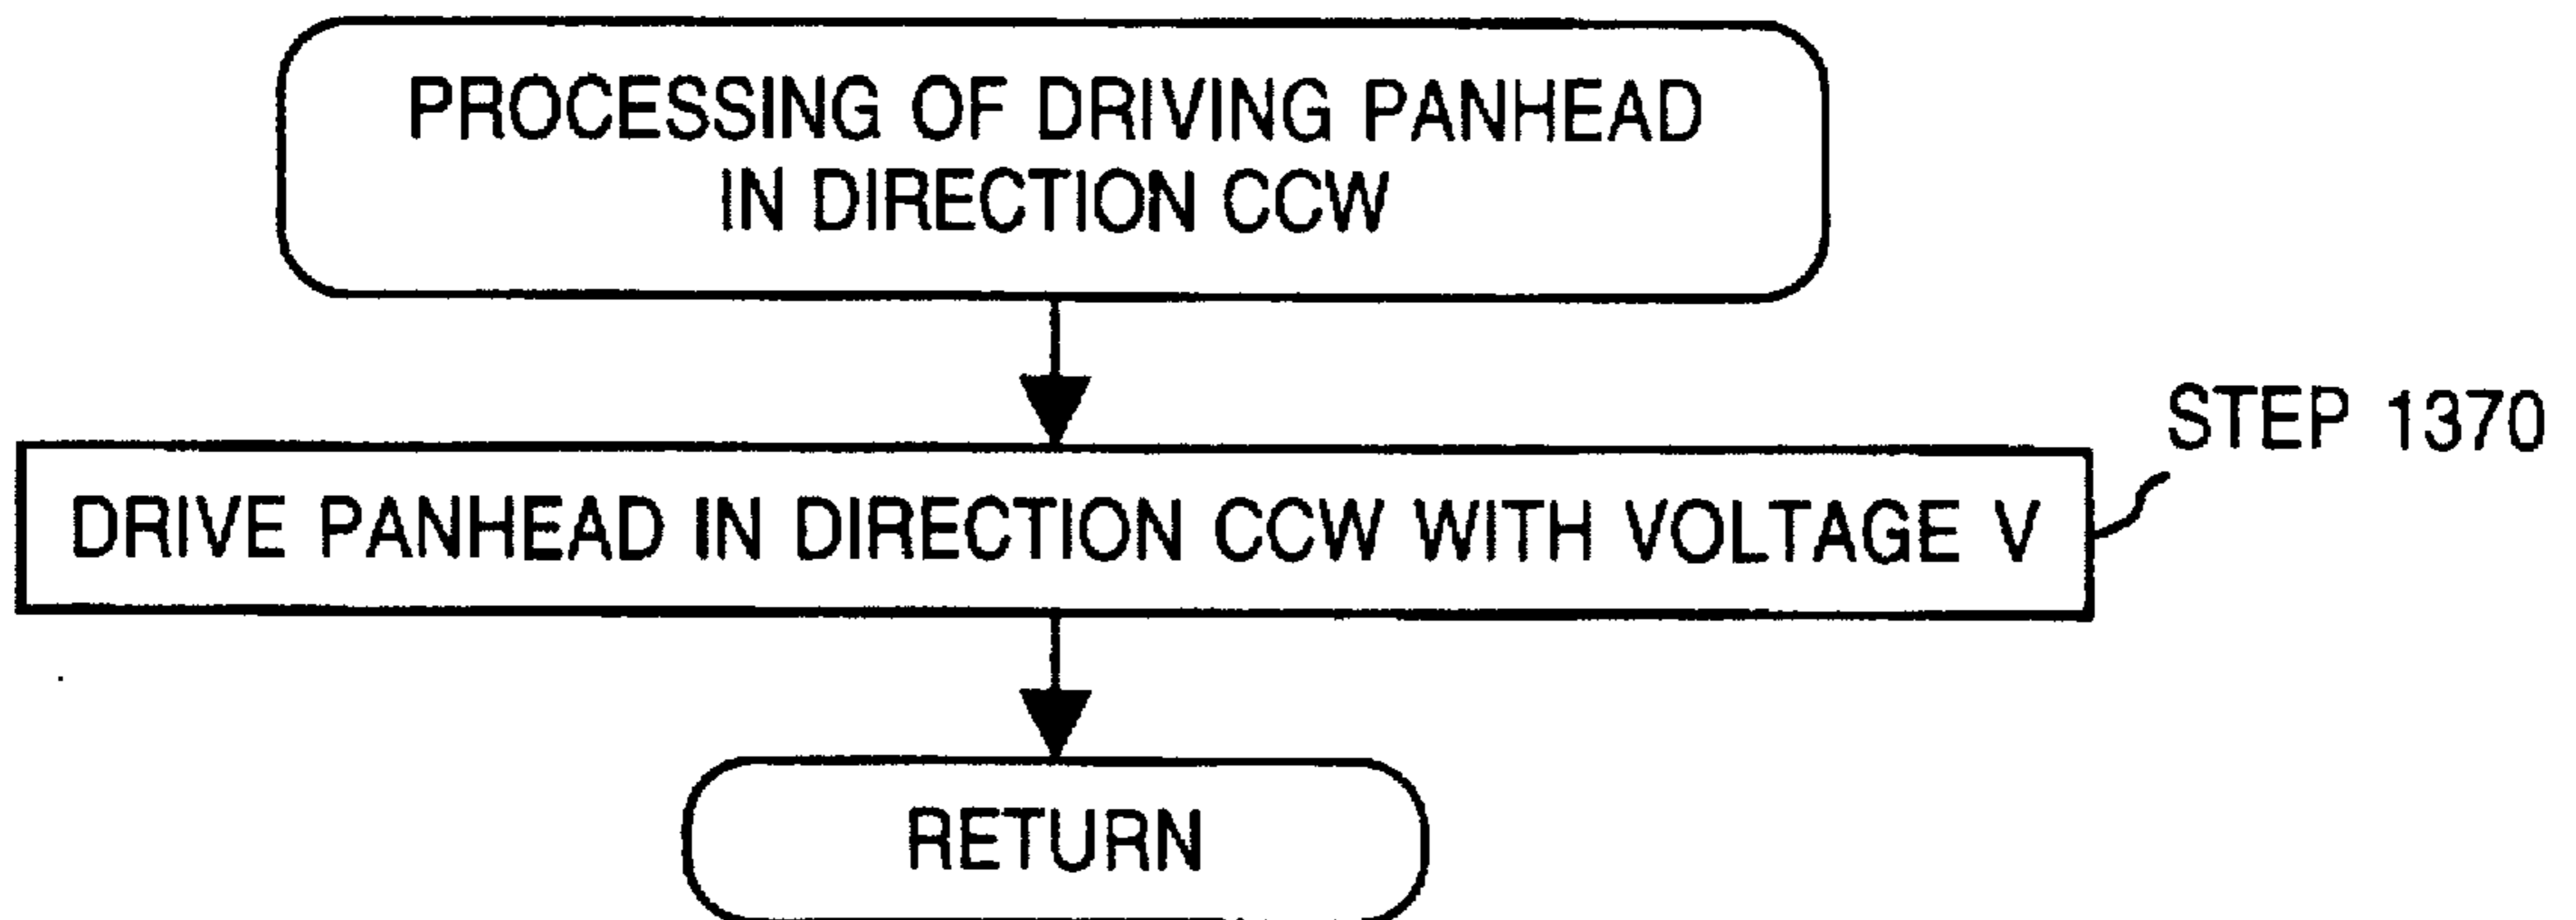 PROCESSING OF DRIVING PANHEAD
IN DIRECTION CCW
STEP 1370
DRIVE PANHEAD IN DIRECTION CCW WITH VOLTAGE V
RETURN